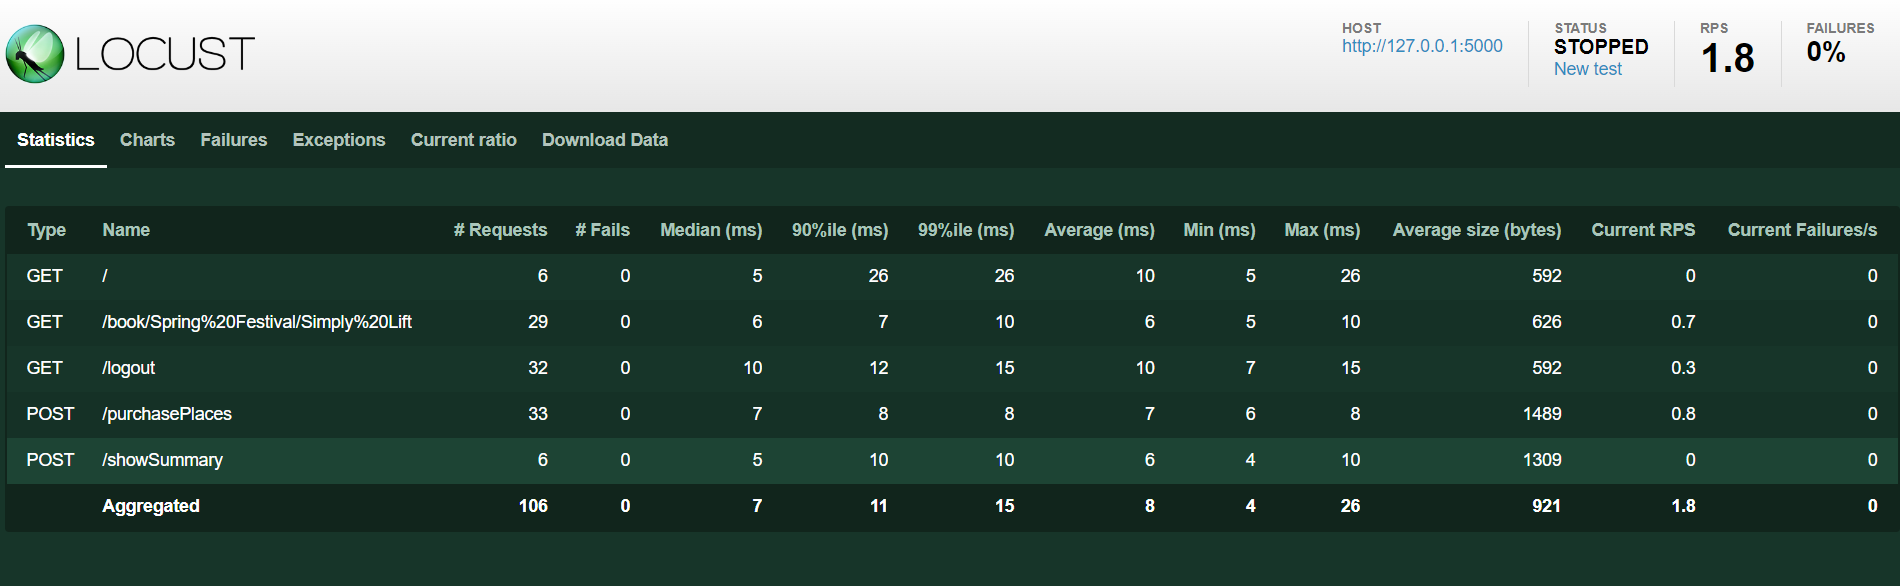 LOCUST
HOST
http://127.0.0.1:5000
STATUS
STOPPED
New test
RPS
1.8
FAILURES
0%
Statistics Charts Failures Exceptions Current ratio Download Data
Type Name # Requests # Fails Median (ms) 90%ile (ms) 99%ile (ms) Average (ms) Min (ms) Max (ms) Average size (bytes) Current RPS Current Failures/s
GET / 6 0 5 26 26 10 5 26 592 0 0
GET /book/Spring%20Festival/Simply%20Lift 29 0 6 7 10 6 5 10 626 0.7 0
GET /logout 32 0 10 12 15 10 7 15 592 0.3 0
POST /purchasePlaces 33 0 7 8 8 7 6 8 1489 0.8 0
POST /showSummary 6 0 5 10 10 6 4 10 1309 0 0
Aggregated 106 0 7 11 15 8 4 26 921 1.8 0